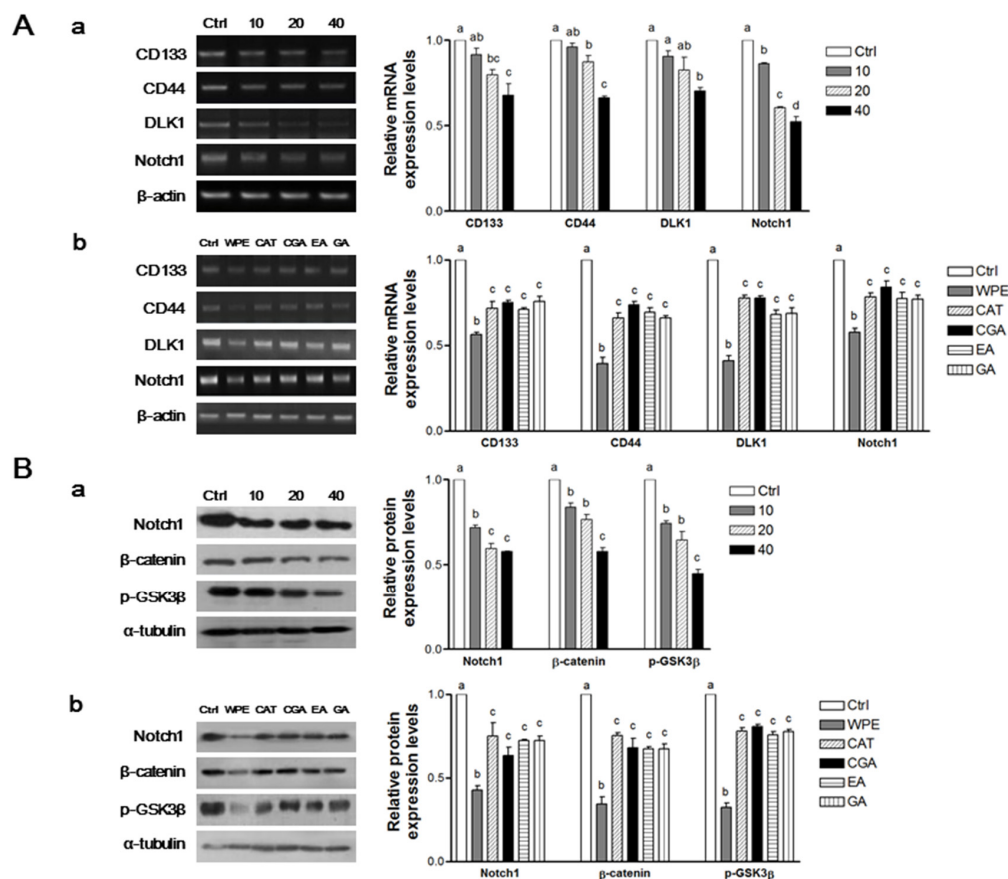 A
a
Ctrl 10 20 40
CD133
CD44
DLK1
Notch1
β-actin
Relative mRNA
expression levels
1.0
0.5
0.0
a ab bc c
a ab b c
a a ab b
a b c d
CD133 CD44 DLK1 Notch1
Ctrl
10
20
40
b
Ctrl WPE CAT CGA EA GA
CD133
CD44
DLK1
Notch1
β-actin
Relative mRNA
expression levels
1.0
0.5
0.0
a b c c c c
a b c c c c
a b c c c c
a b c c c c
CD133 CD44 DLK1 Notch1
Ctrl
WPE
CAT
CGA
EA
GA
B
a
Ctrl 10 20 40
Notch1
β-catenin
p-GSK3β
α-tubulin
Relative protein
expression levels
1.0
0.5
0.0
a b c c
a b b c
a b b c
Notch1 β-catenin p-GSK3β
Ctrl
10
20
40
b
Ctrl WPE CAT CGA EA GA
Notch1
β-catenin
p-GSK3β
α-tubulin
Relative protein
expression levels
1.0
0.5
0.0
a b c c c c
a b c c c c
a b c c c c
Notch1 β-catenin p-GSK3β
Ctrl
WPE
CAT
CGA
EA
GA